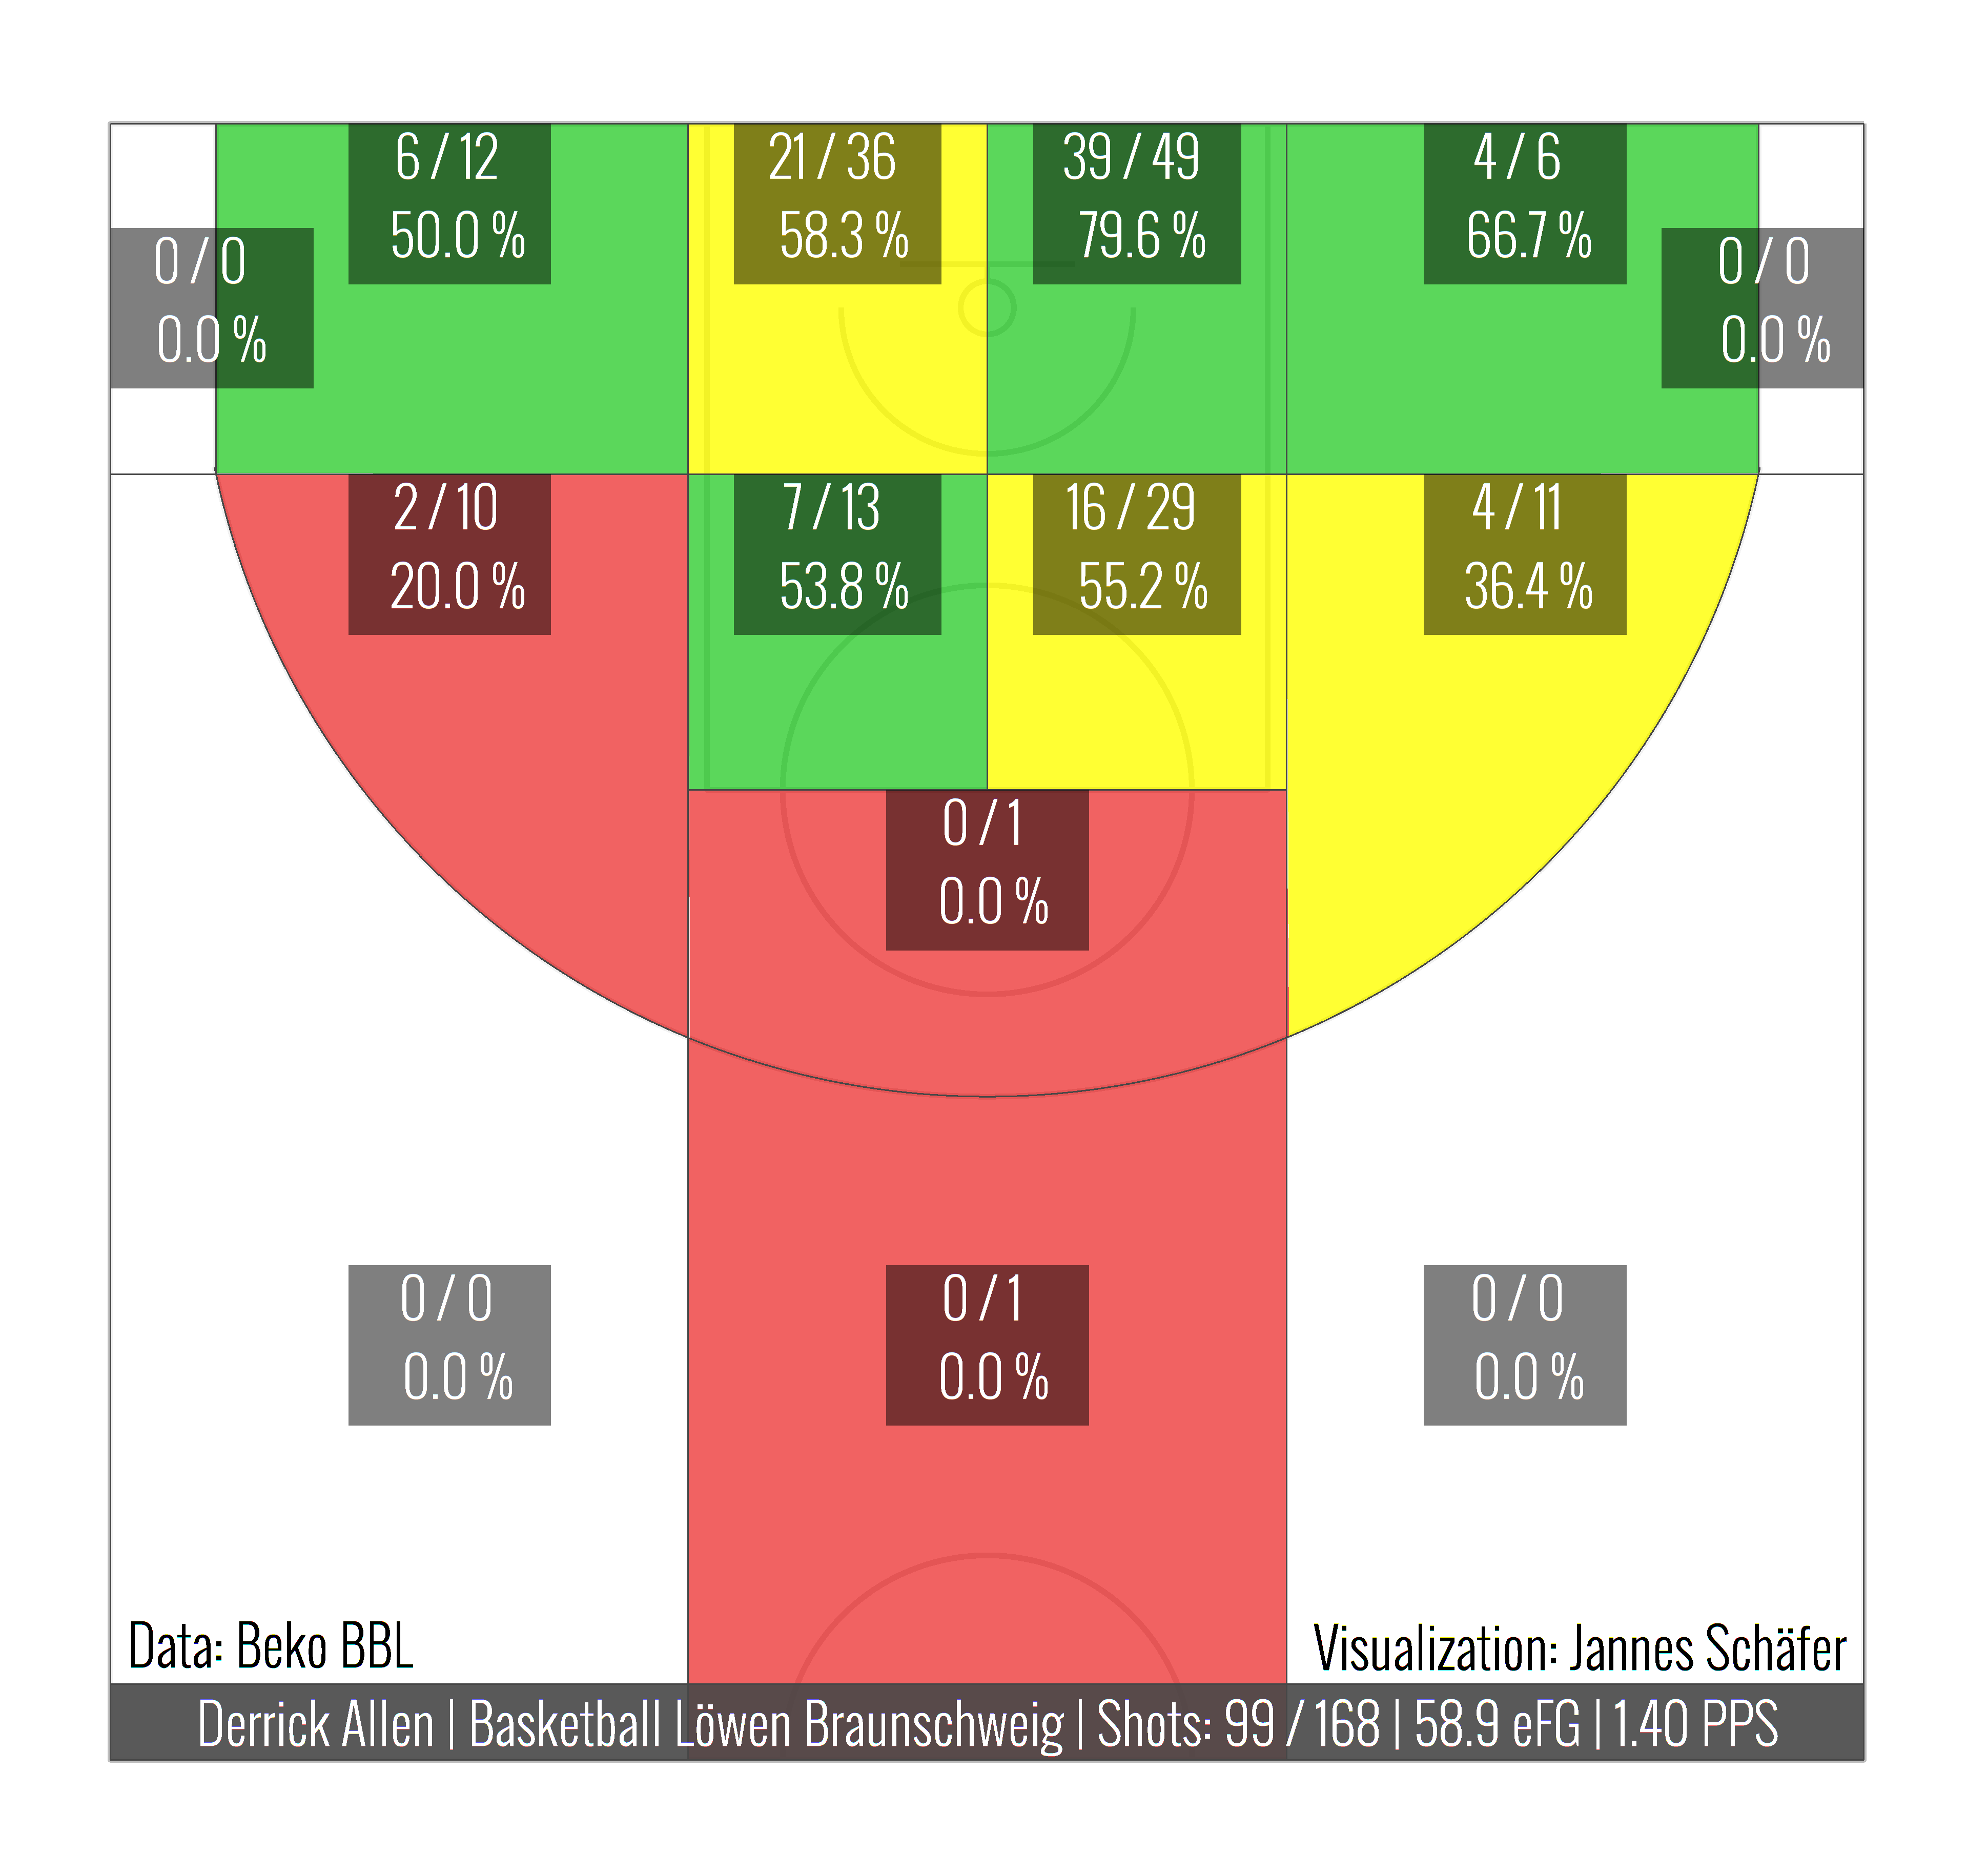 6 / 12
50.0 %
21 / 36
58.3 %
39 / 49
79.6 %
4 / 6
66.7 %
0 / 0
0.0 %
0 / 0
0.0 %
2 / 10
20.0 %
7 / 13
53.8 %
16 / 29
55.2 %
4 / 11
36.4 %
0 / 1
0.0 %
0 / 0
0.0 %
0 / 1
0.0 %
0 / 0
0.0 %
Data: Beko BBL
Visualization: Jannes Schäfer
Derrick Allen | Basketball Löwen Braunschweig | Shots: 99 / 168 | 58.9 eFG | 1.40 PPS